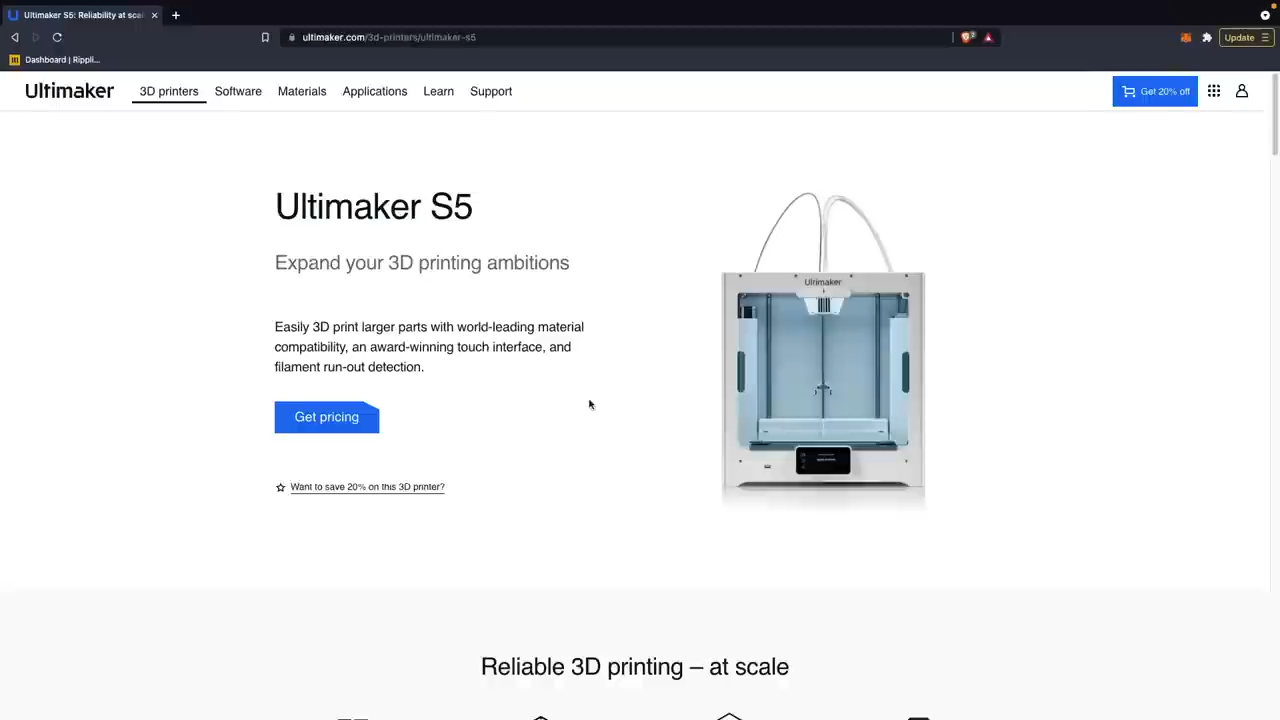 Ultimaker S5: Reliability at scal
ultimaker.com/3d-printers/ultimaker-s5
2
Update
Dashboard | Rippli...
Ultimaker
3D printers
Software
Materials
Applications
Learn
Support
Get 20% off
Ultimaker S5
Expand your 3D printing ambitions
Easily 3D print larger parts with world-leading material
compatibility, an award-winning touch interface, and
filament run-out detection.
Get pricing
Want to save 20% on this 3D printer?
Ultimaker
Reliable 3D printing – at scale